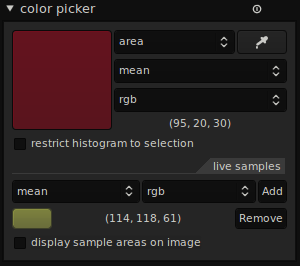 color picker
area
mean
rgb
(95, 20, 30)
restrict histogram to selection
live samples
mean rgb Add
(114, 118, 61) Remove
display sample areas on image